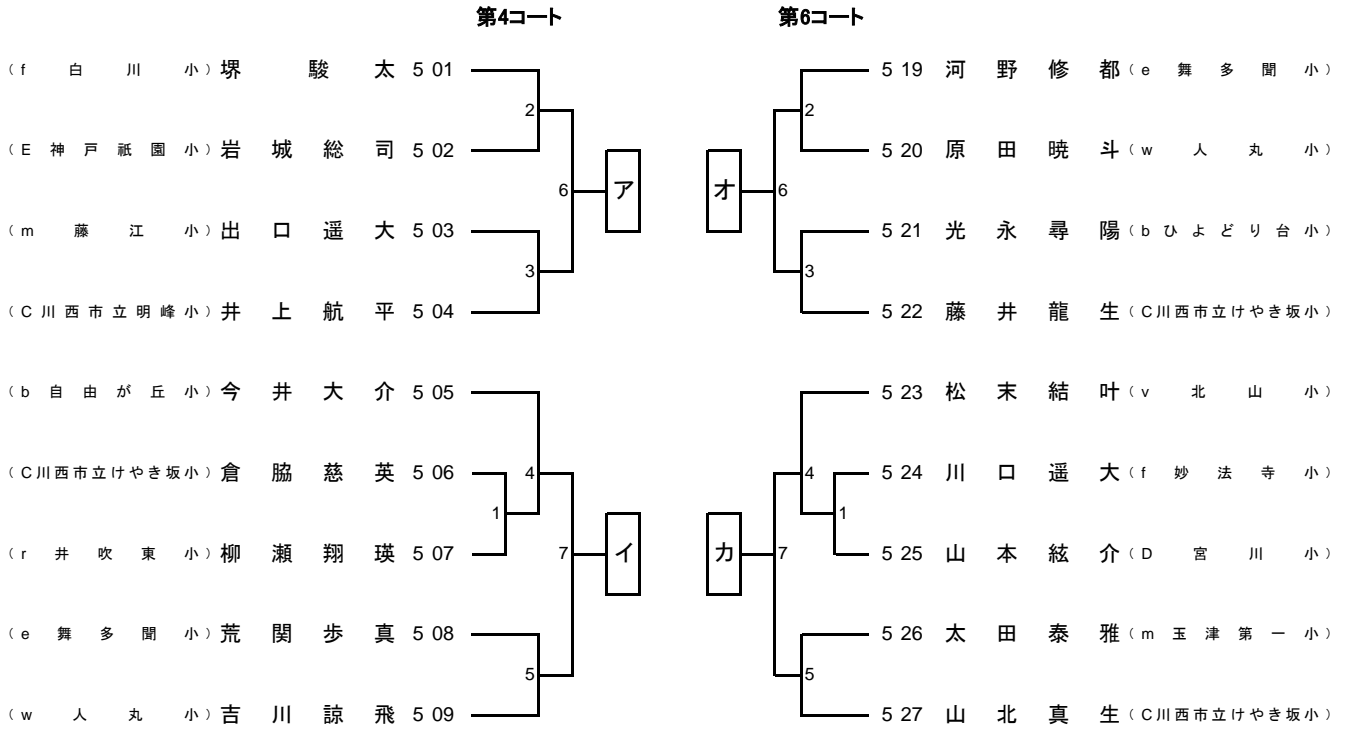 第4コート 第6コート
(f 白川小) 堺駿太 5 01 5 19 河野修都 (e 舞多聞小)
2 2
(E 神戸祇園小) 岩城総司 5 02 5 20 原田暁斗 (w 人丸小)
6 ア オ 6
(m 藤江小) 出口遥大 5 03 5 21 光永尋陽 (b ひよどり台小)
3 3
(C川西市立明峰小) 井上航平 5 04 5 22 藤井龍生 (C川西市立けやき坂小)
(b 自由が丘小) 今井大介 5 05 5 23 松末結叶 (v 北山小)
(C川西市立けやき坂小) 倉脇慈英 5 06 4 4 5 24 川口遥大 (f 妙法寺小)
1 1
(r 井吹東小) 柳瀬翔瑛 5 07 7 イ カ 7 5 25 山本絃介 (D 宮川小)
(e 舞多聞小) 荒関歩真 5 08 5 26 太田泰雅 (m 玉津第一小)
5 5
(w 人丸小) 吉川諒飛 5 09 5 27 山北真生 (C川西市立けやき坂小)